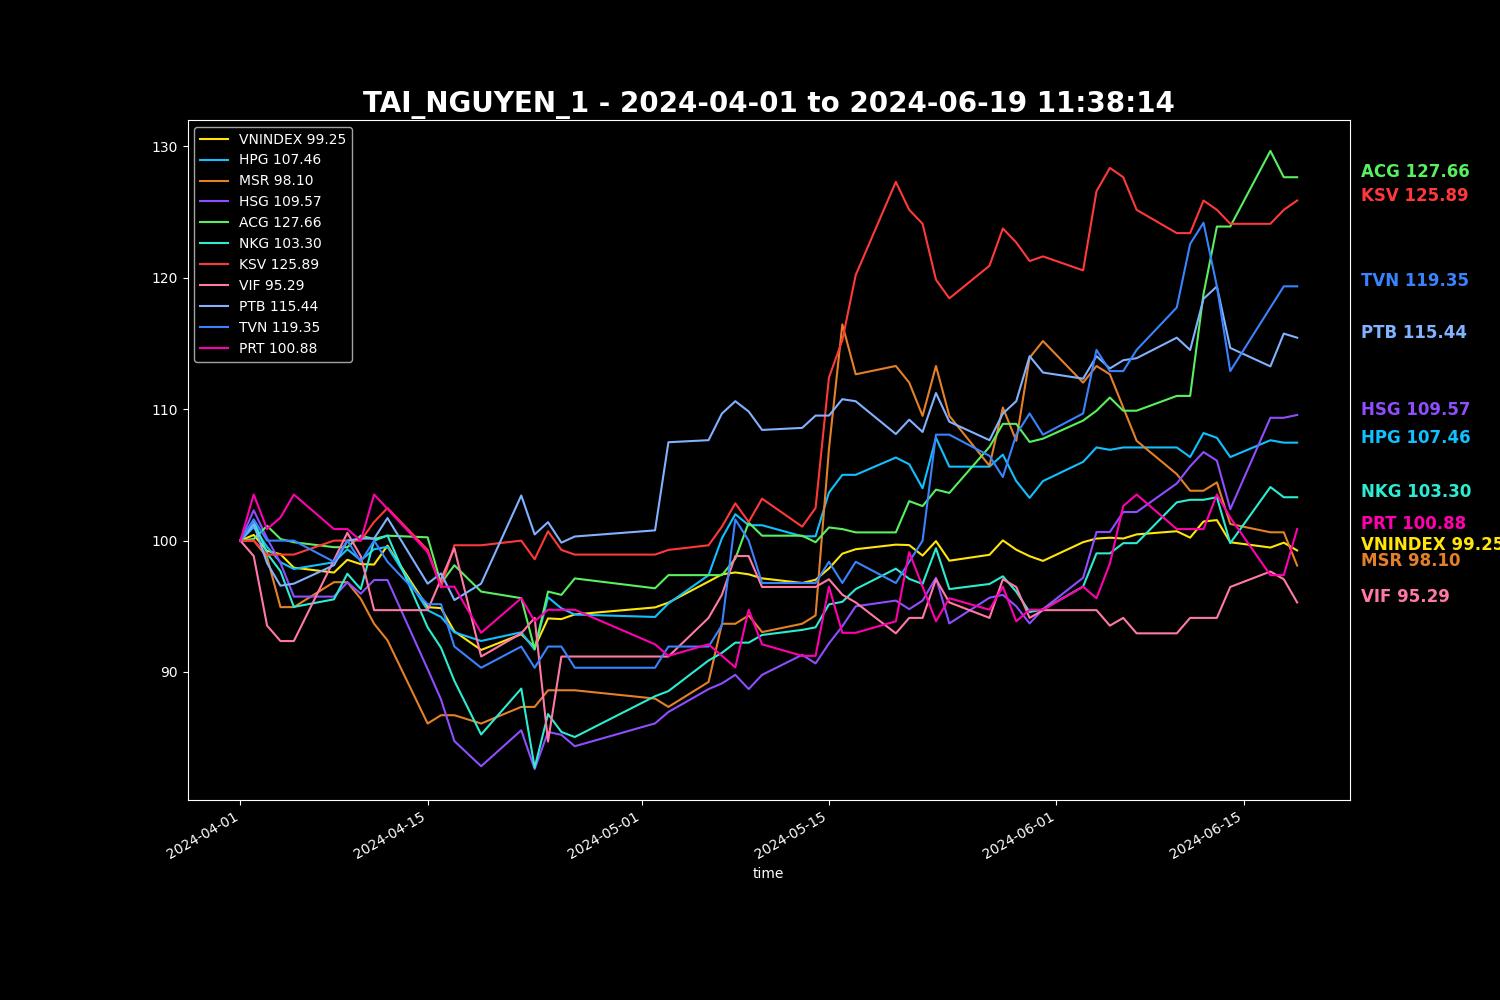 TAI_NGUYEN_1 - 2024-04-01 to 2024-06-19 11:38:14
VNINDEX 99.25
HPG 107.46
MSR 98.10
HSG 109.57
ACG 127.66
NKG 103.30
KSV 125.89
VIF 95.29
PTB 115.44
TVN 119.35
PRT 100.88
130
120
110
100
90
ACG 127.66
KSV 125.89
TVN 119.35
PTB 115.44
HSG 109.57
HPG 107.46
NKG 103.30
PRT 100.88
VNINDEX 99.25
MSR 98.10
VIF 95.29
2024-04-01
2024-04-15
2024-05-01
2024-05-15
2024-06-01
2024-06-15
time